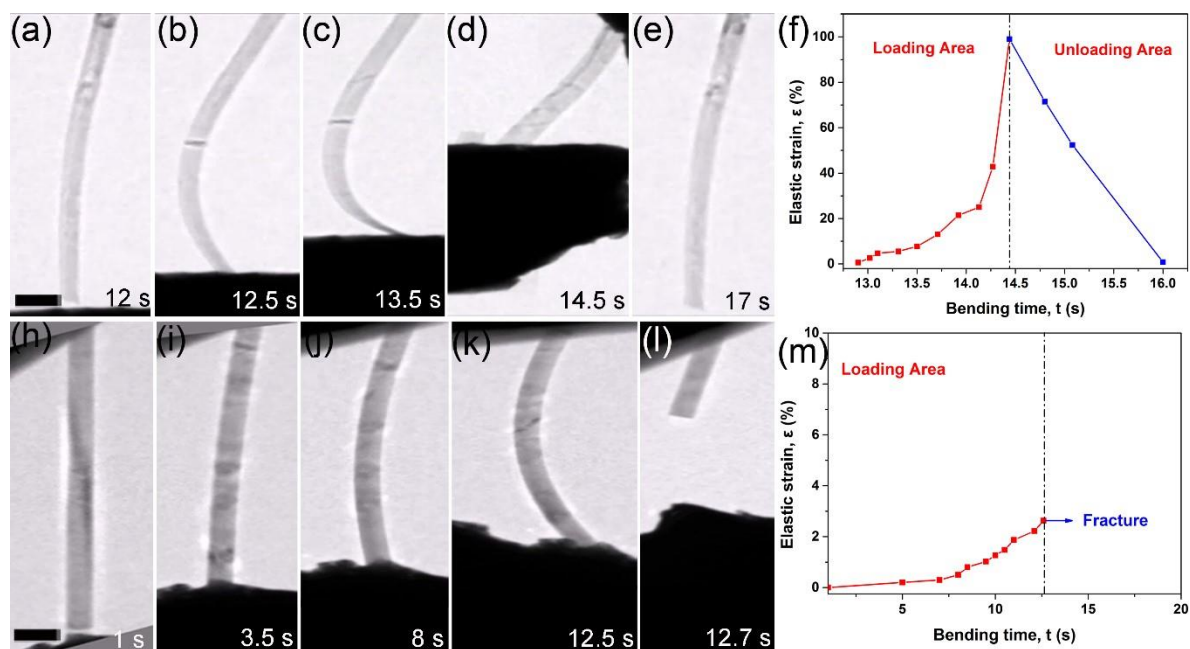 (a) (b) (c) (d) (e) (f)
12 s 12.5 s 13.5 s 14.5 s 17 s
Loading Area Unloading Area
Elastic strain, ε (%)
100
80
60
40
20
0
13.0 13.5 14.0 14.5 15.0 15.5 16.0
Bending time, t (s)
(h) (i) (j) (k) (l) (m)
1 s 3.5 s 8 s 12.5 s 12.7 s
Loading Area
Fracture
Elastic strain, ε (%)
10
8
6
4
2
0
5 10 15 20
Bending time, t (s)